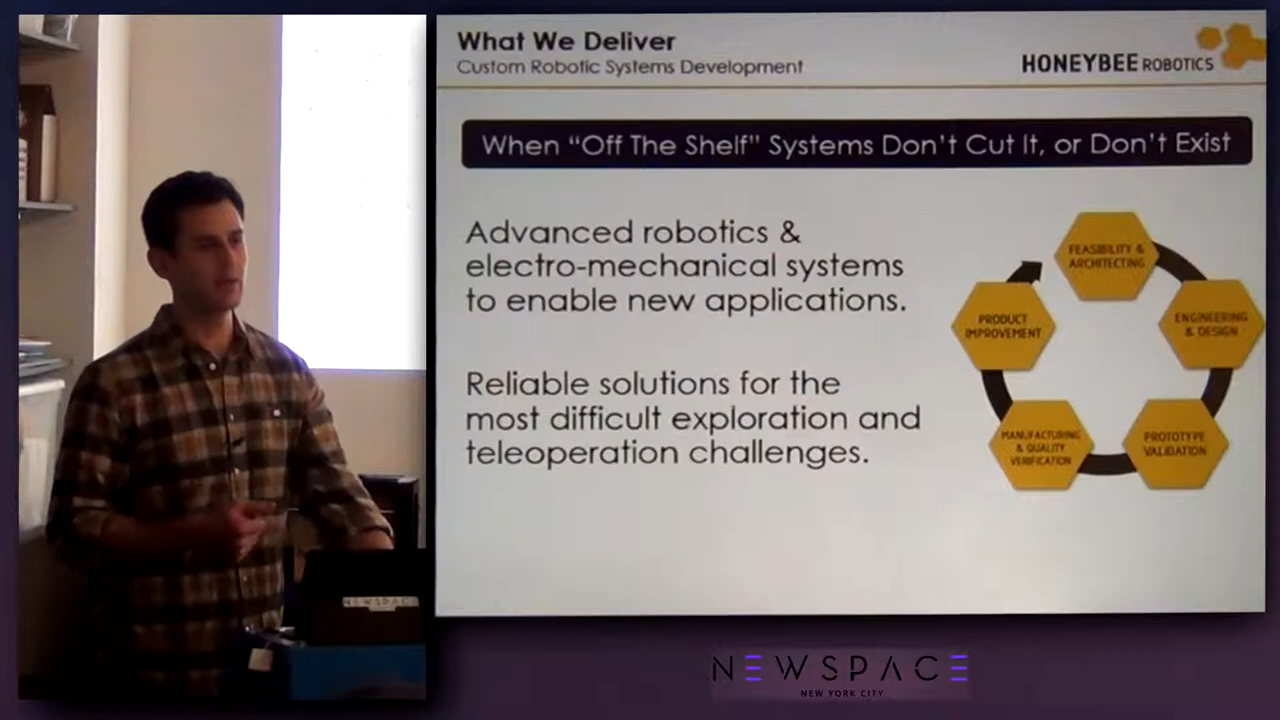 What We Deliver
Custom Robotic Systems Development
HONEYBEE ROBOTICS
When “Off The Shelf” Systems Don’t Cut It, or Don’t Exist
Advanced robotics &
electro-mechanical systems
to enable new applications.
Reliable solutions for the
most difficult exploration and
teleoperation challenges.
FEASIBILITY &
ARCHITECTING
ENGINEERING
& DESIGN
PROTOTYPE
VALIDATION
MANUFACTURING
& QUALITY
VERIFICATION
PRODUCT
IMPROVEMENT
NEWSPACE
NEWSPACE
NEW YORK CITY